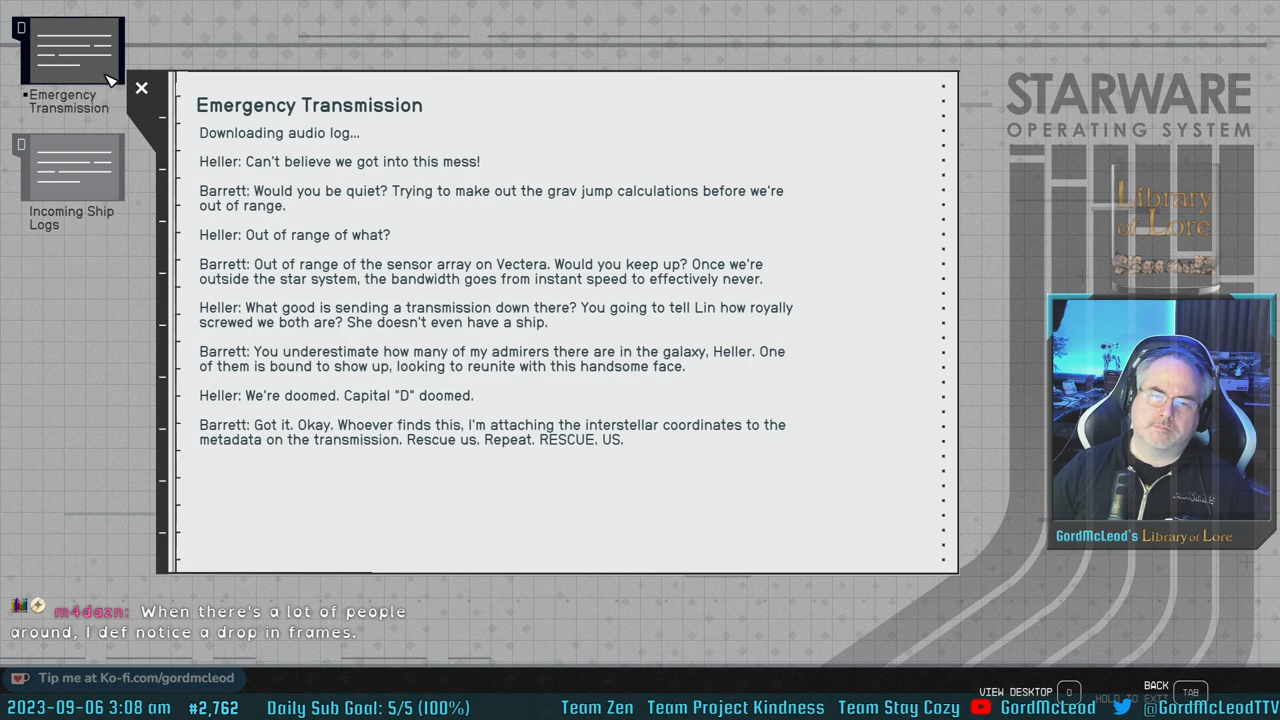 D
Emergency
Transmission
D
Incoming Ship
Logs
Emergency Transmission
Downloading audio log...
Heller: Can't believe we got into this mess!
Barrett: Would you be quiet? Trying to make out the grav jump calculations before we're
out of range.
Heller: Out of range of what?
Barrett: Out of range of the sensor array on Vectera. Would you keep up? Once we're
outside the star system, the bandwidth goes from instant speed to effectively never.
Heller: What good is sending a transmission down there? You going to tell Lin how royally
screwed we both are? She doesn't even have a ship.
Barrett: You underestimate how many of my admirers there are in the galaxy, Heller. One
of them is bound to show up, looking to reunite with this handsome face.
Heller: We're doomed. Capital "D" doomed.
Barrett: Got it. Okay. Whoever finds this, I'm attaching the interstellar coordinates to the
metadata on the transmission. Rescue us. Repeat. RESCUE. US.
STARWARE
OPERATING SYSTEM
Library
of Lore
GordMcLeod's Library of Lore
m4dazn: When there's a lot of people
around, I def notice a drop in frames.
Tip me at Ko-fi.com/gordmcleod
VIEW DESKTOP Q
BACK TAB
HOLD TO EXIT
2023-09-06 3:08 am #2,762 Daily Sub Goal: 5/5 (100%) Team Zen Team Project Kindness Team Stay Cozy GordMcLeod @GordMcLeodTTV